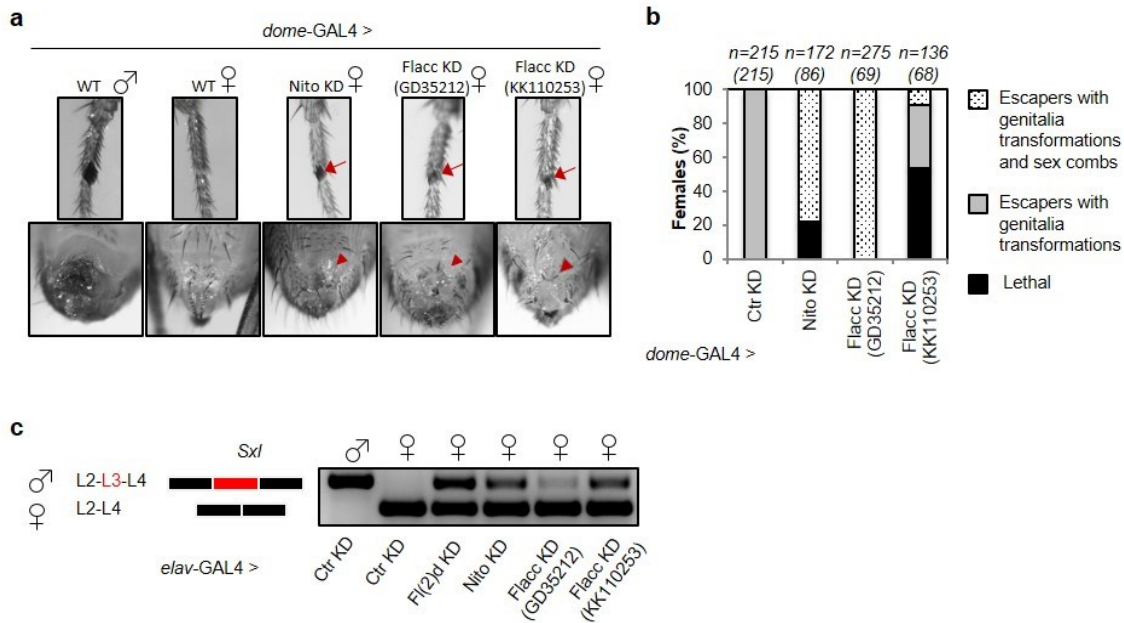 a
dome-GAL4 >
WT ♂
WT ♀
Nito KD ♀
Flacc KD
(GD35212) ♀
Flacc KD
(KK110253) ♀
b
n=215 n=172 n=275 n=136
(215) (86) (69) (68)
Females (%)
100
80
60
40
20
0
Ctr KD
Nito KD
Flacc KD
(GD35212)
Flacc KD
(KK110253)
dome-GAL4 >
Escapers with
genitalia
transformations
and sex combs
Escapers with
genitalia
transformations
Lethal
c
Sxl
♂ L2-L3-L4
♀ L2-L4
♂ ♀ ♀ ♀ ♀ ♀
elav-GAL4 >
Ctr KD
Ctr KD
Fl(2)d KD
Nito KD
Flacc KD
(GD35212)
Flacc KD
(KK110253)